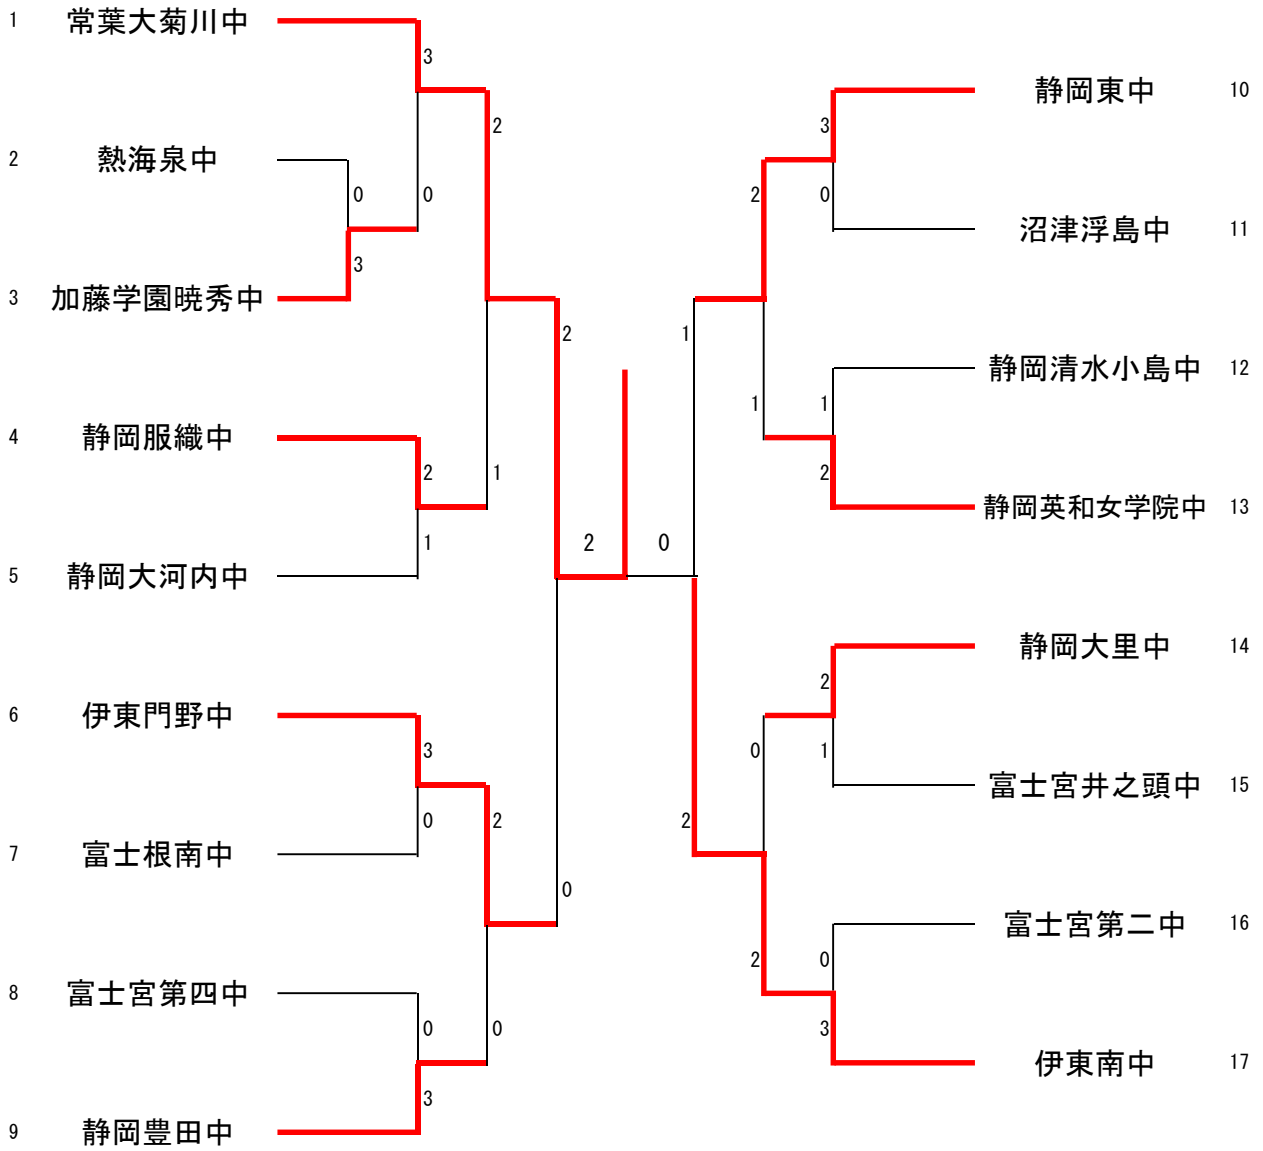 1 常葉大菊川中
3
2 熱海泉中
0
0
3
3 加藤学園暁秀中
2
4 静岡服織中
2
1
1
5 静岡大河内中
2
6 伊東門野中
3
0
7 富士根南中
2
0
8 富士宮第四中
0
0
3
9 静岡豊田中
2
0
静岡東中 10
3
0
沼津浮島中 11
2
1
静岡清水小島中 12
1
1
2
静岡英和女学院中 13
静岡大里中 14
2
1
富士宮井之頭中 15
0
2
富士宮第二中 16
0
2
3
伊東南中 17